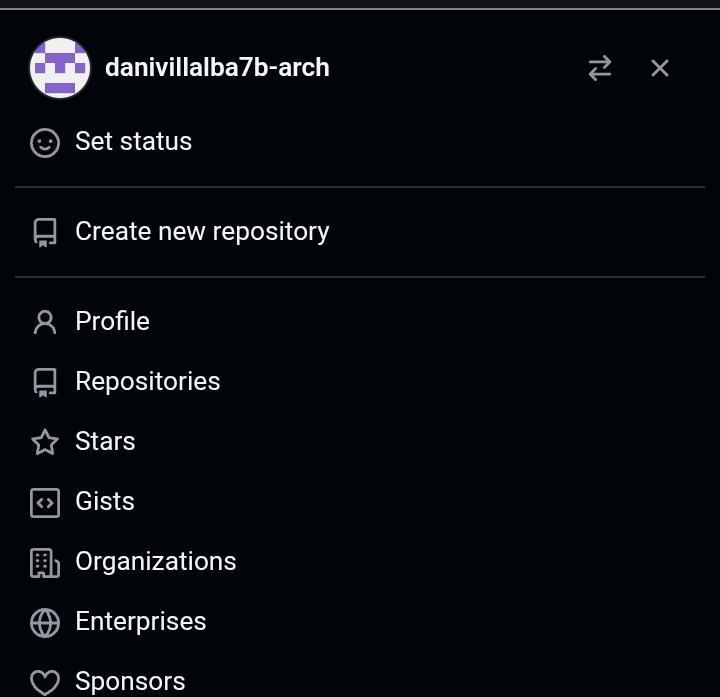 danivillalba7b-arch
Set status
Create new repository
Profile
Repositories
Stars
Gists
Organizations
Enterprises
Sponsors